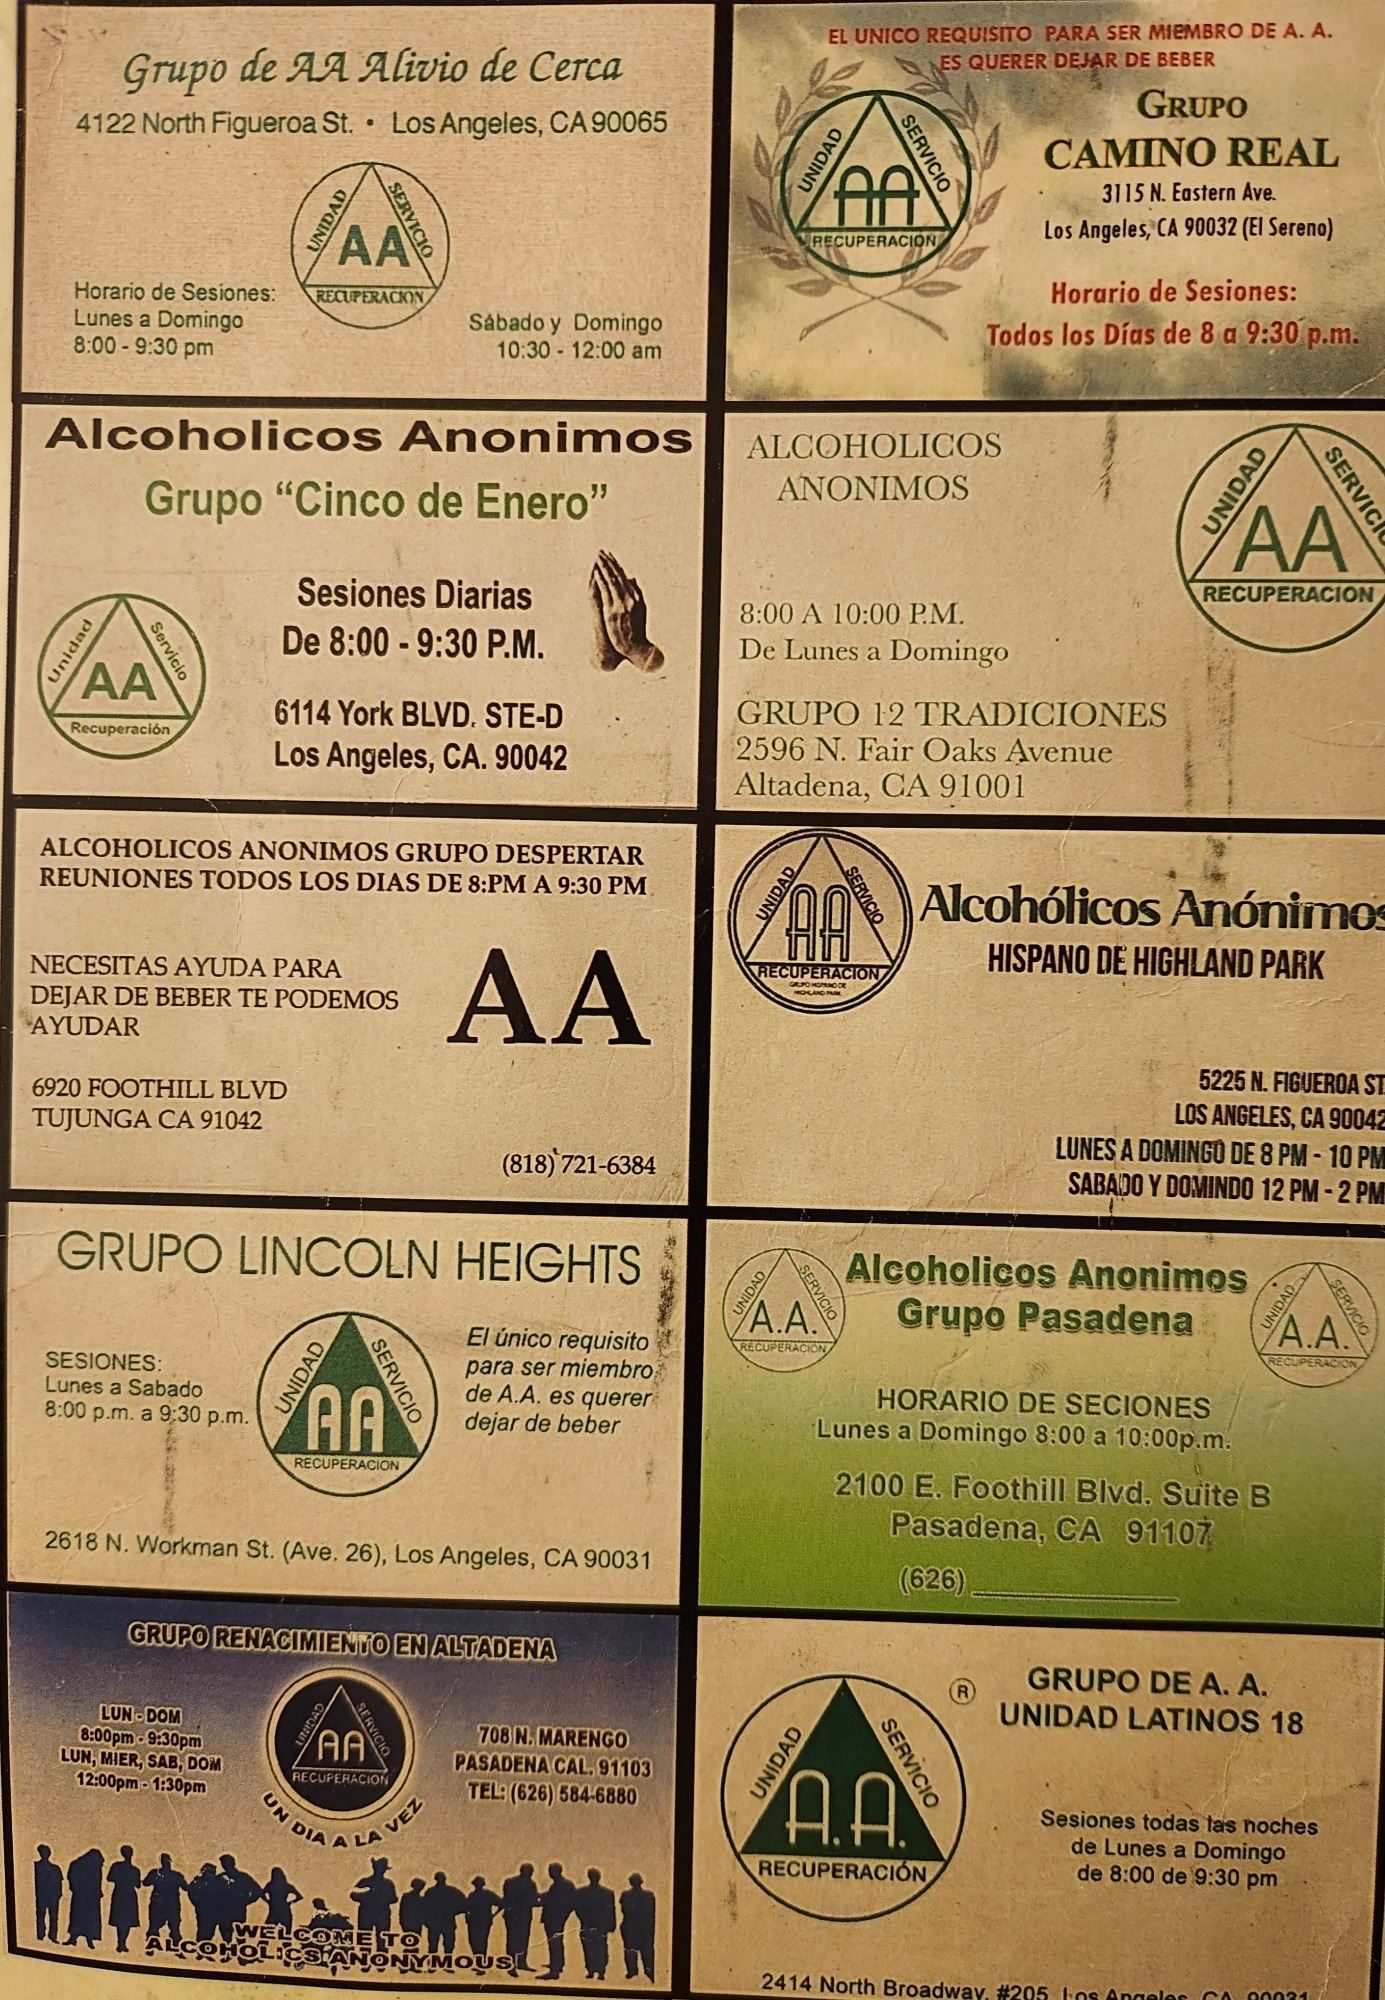 Grupo de AA Alivio de Cerca
4122 North Figueroa St. • Los Angeles, CA 90065
UNIDAD
SERVICIO
AA
RECUPERACION
Horario de Sesiones:
Lunes a Domingo
8:00 - 9:30 pm
Sábado y Domingo
10:30 - 12:00 am
EL UNICO REQUISITO PARA SER MIEMBRO DE A. A.
ES QUERER DEJAR DE BEBER
UNIDAD
SERVICIO
AA
RECUPERACION
GRUPO
CAMINO REAL
3115 N. Eastern Ave.
Los Angeles, CA 90032 (El Sereno)
Horario de Sesiones:
Todos los Días de 8 a 9:30 p.m.
Alcoholicos Anonimos
Grupo “Cinco de Enero”
Unidad
Servicio
AA
Recuperación
Sesiones Diarias
De 8:00 - 9:30 P.M.
6114 York BLVD. STE-D
Los Angeles, CA. 90042
ALCOHOLICOS
ANONIMOS
UNIDAD
SERVICIO
AA
RECUPERACION
8:00 A 10:00 P.M.
De Lunes a Domingo
GRUPO 12 TRADICIONES
2596 N. Fair Oaks Avenue
Altadena, CA 91001
ALCOHOLICOS ANONIMOS GRUPO DESPERTAR
REUNIONES TODOS LOS DIAS DE 8:PM A 9:30 PM
NECESITAS AYUDA PARA
DEJAR DE BEBER TE PODEMOS
AYUDAR
AA
6920 FOOTHILL BLVD
TUJUNGA CA 91042
(818) 721-6384
UNIDAD
SERVICIO
AA
RECUPERACION
GRUPO HISPANO DE
HIGHLAND PARK
Alcohólicos Anónimos
HISPANO DE HIGHLAND PARK
5225 N. FIGUEROA ST
LOS ANGELES, CA 90042
LUNES A DOMINGO DE 8 PM - 10 PM
SABADO Y DOMINDO 12 PM - 2 PM
GRUPO LINCOLN HEIGHTS
SESIONES:
Lunes a Sabado
8:00 p.m. a 9:30 p.m.
UNIDAD
SERVICIO
AA
RECUPERACION
El único requisito
para ser miembro
de A.A. es querer
dejar de beber
2618 N. Workman St. (Ave. 26), Los Angeles, CA 90031
UNIDAD
SERVICIO
A.A.
RECUPERACION
Alcoholicos Anonimos
Grupo Pasadena
UNIDAD
SERVICIO
A.A.
RECUPERACION
HORARIO DE SECIONES
Lunes a Domingo 8:00 a 10:00p.m.
2100 E. Foothill Blvd. Suite B
Pasadena, CA 91107
(626)
GRUPO RENACIMIENTO EN ALTADENA
LUN - DOM
8:00pm - 9:30pm
LUN, MIER, SAB, DOM
12:00pm - 1:30pm
UNIDAD
SERVICIO
AA
RECUPERACION
UN DIA A LA VEZ
708 N. MARENGO
PASADENA CAL. 91103
TEL: (626) 584-6880
WELCOME TO
ALCOHOLICS ANONYMOUS
UNIDAD
SERVICIO
A.A.
RECUPERACIÓN
®
GRUPO DE A. A.
UNIDAD LATINOS 18
Sesiones todas las noches
de Lunes a Domingo
de 8:00 de 9:30 pm
2414 North Broadway, #205, Los Angeles, CA 90031